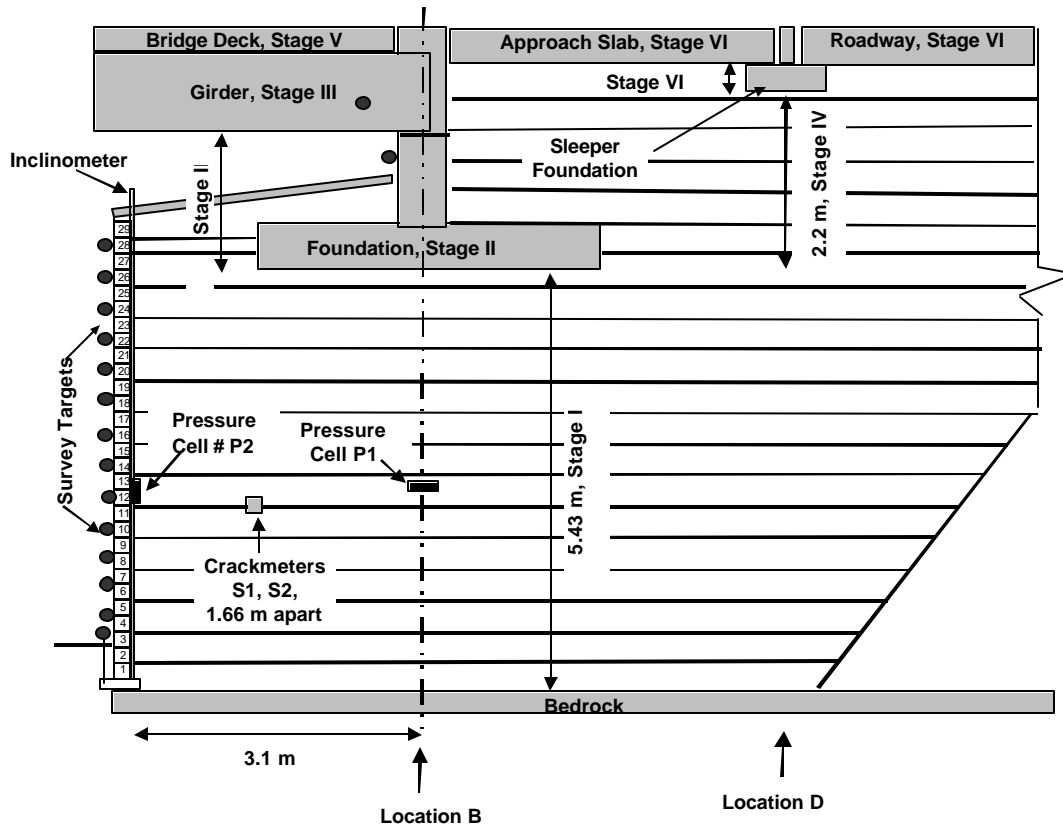 Bridge Deck, Stage V
Approach Slab, Stage VI
Roadway, Stage VI
Girder, Stage III
Stage VI
Sleeper
Foundation
2.2 m, Stage IV
Inclinometer
Stage II
Foundation, Stage II
29
28
27
26
25
24
23
22
21
20
19
18
17
16
15
14
13
12
11
10
9
8
7
6
5
4
3
2
1
Survey Targets
Pressure
Cell # P2
Pressure
Cell P1
5.43 m, Stage I
Crackmeters
S1, S2,
1.66 m apart
Bedrock
3.1 m
Location B
Location D